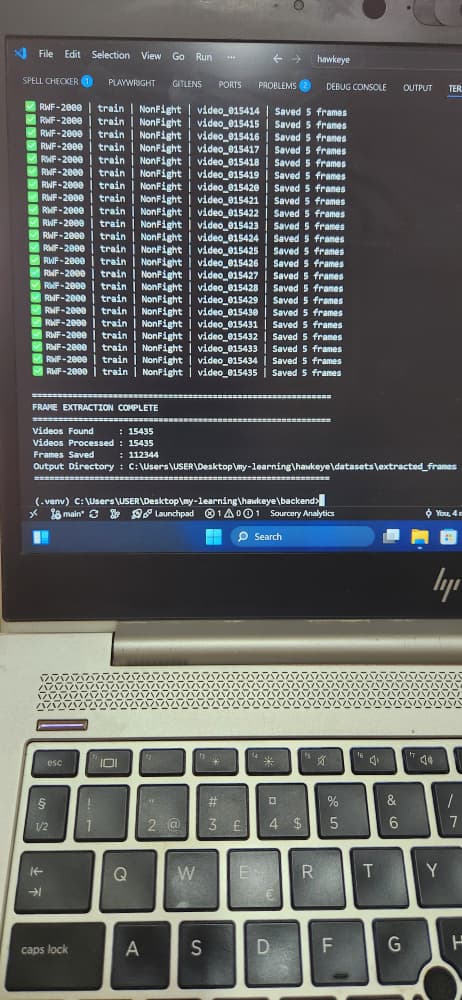 File Edit Selection View Go Run ... ← → hawkeye
SPELL CHECKER 1 PLAYWRIGHT GITLENS PORTS PROBLEMS 2 DEBUG CONSOLE OUTPUT TER
✅ RWF-2000 | train | NonFight | video_015414 | Saved 5 frames
✅ RWF-2000 | train | NonFight | video_015415 | Saved 5 frames
✅ RWF-2000 | train | NonFight | video_015416 | Saved 5 frames
✅ RWF-2000 | train | NonFight | video_015417 | Saved 5 frames
✅ RWF-2000 | train | NonFight | video_015418 | Saved 5 frames
✅ RWF-2000 | train | NonFight | video_015419 | Saved 5 frames
✅ RWF-2000 | train | NonFight | video_015420 | Saved 5 frames
✅ RWF-2000 | train | NonFight | video_015421 | Saved 5 frames
✅ RWF-2000 | train | NonFight | video_015422 | Saved 5 frames
✅ RWF-2000 | train | NonFight | video_015423 | Saved 5 frames
✅ RWF-2000 | train | NonFight | video_015424 | Saved 5 frames
✅ RWF-2000 | train | NonFight | video_015425 | Saved 5 frames
✅ RWF-2000 | train | NonFight | video_015426 | Saved 5 frames
✅ RWF-2000 | train | NonFight | video_015427 | Saved 5 frames
✅ RWF-2000 | train | NonFight | video_015428 | Saved 5 frames
✅ RWF-2000 | train | NonFight | video_015429 | Saved 5 frames
✅ RWF-2000 | train | NonFight | video_015430 | Saved 5 frames
✅ RWF-2000 | train | NonFight | video_015431 | Saved 5 frames
✅ RWF-2000 | train | NonFight | video_015432 | Saved 5 frames
✅ RWF-2000 | train | NonFight | video_015433 | Saved 5 frames
✅ RWF-2000 | train | NonFight | video_015434 | Saved 5 frames
✅ RWF-2000 | train | NonFight | video_015435 | Saved 5 frames
============================================================
FRAME EXTRACTION COMPLETE
============================================================
Videos Found : 15435
Videos Processed : 15435
Frames Saved : 112344
Output Directory : C:\Users\USER\Desktop\my-learning\hawkeye\datasets\extracted_frames
============================================================
(.venv) C:\Users\USER\Desktop\my-learning\hawkeye\backend>
main* Launchpad 1 0 1 Sourcery Analytics You, 4
Search
hp
esc f1 f2 f3 f4 f5 f6 f7
§ 1/2 ! 1 " 2 @ # 3 £ ¤ 4 $ % 5 & 6 / 7
Q W E € R T Y
caps lock A S D F G H